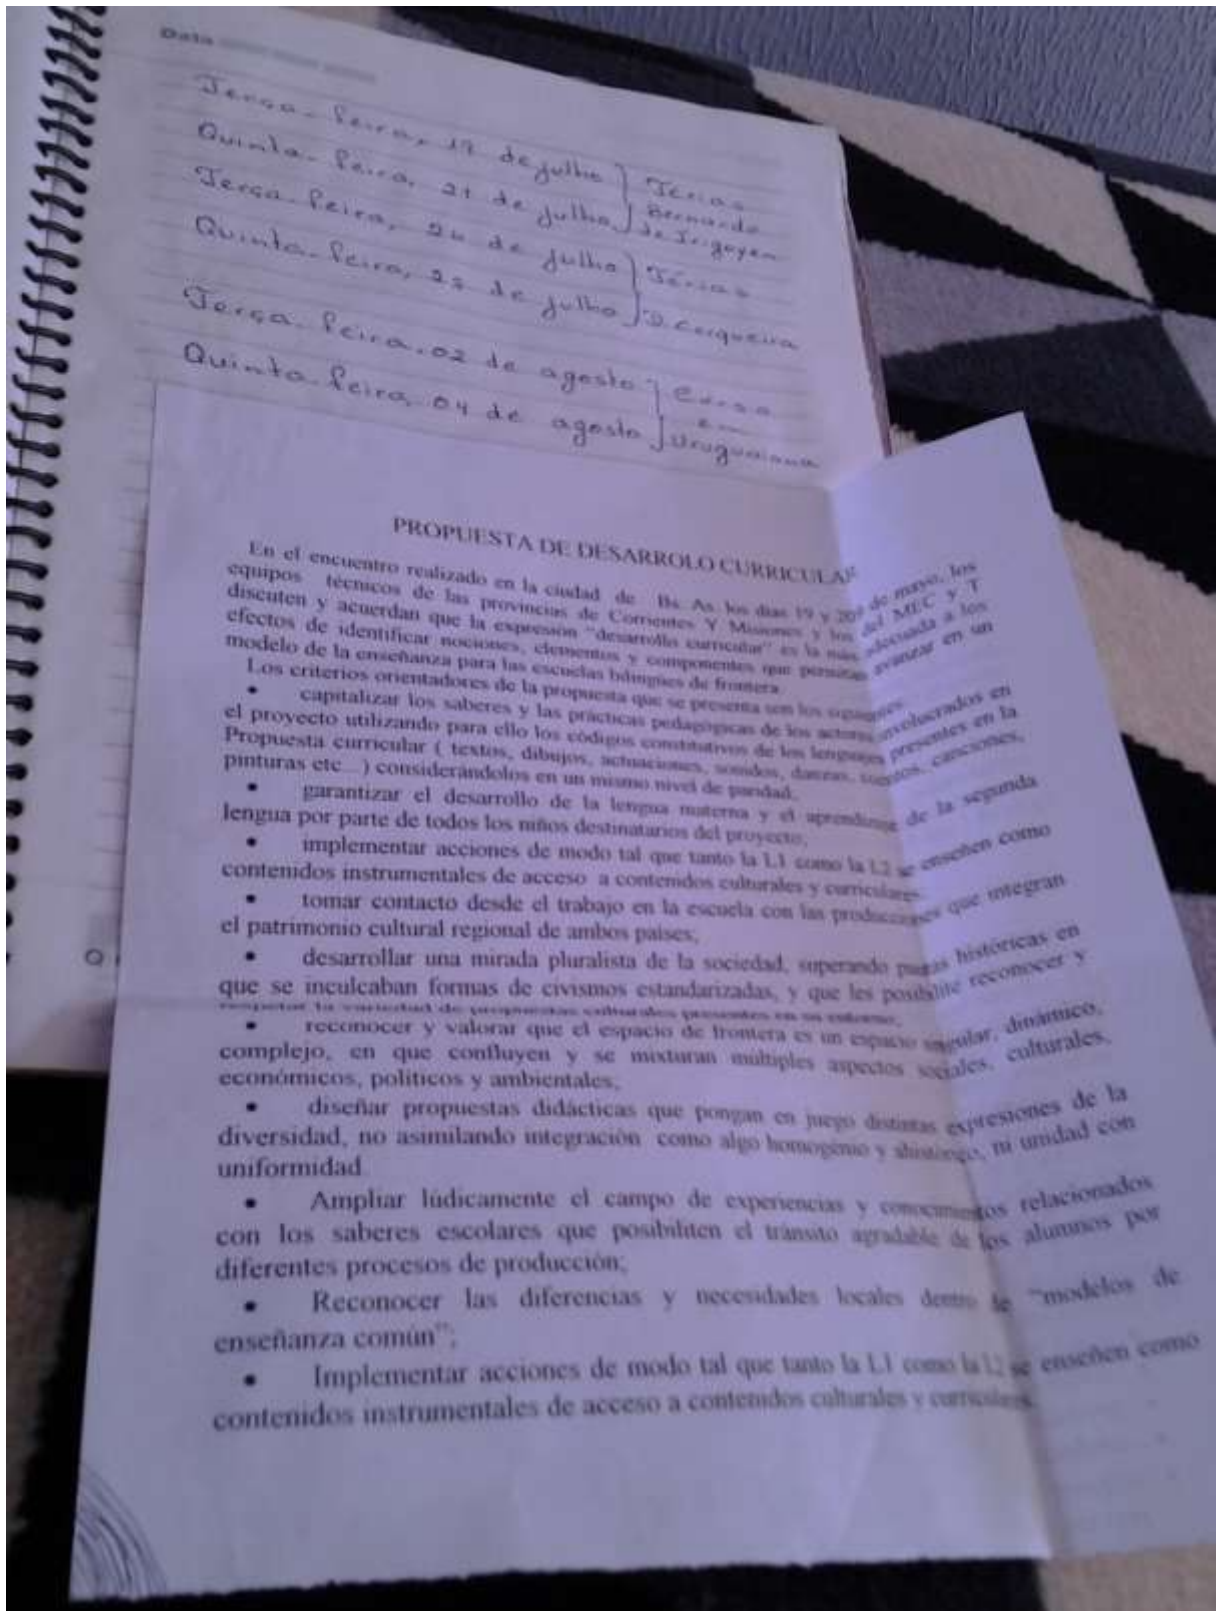 Data
Terça-feira, 19 de julho } Férias
Quinta-feira, 21 de julho } Bernardo de Irigoyen
Terça-feira, 26 de julho } Férias
Quinta-feira, 28 de julho } D. Cerqueira
Terça-feira, 02 de agosto } Curso
Quinta-feira, 04 de agosto } em Uruguaiana
PROPUESTA DE DESARROLO CURRICULAR
En el encuentro realizado en la ciudad de Bs. As. los días 19 y 20 de mayo, los
equipos técnicos de las provincias de Corrientes Y Misiones y los del MEC y T
discuten y acuerdan que la expresión "desarrollo curricular" es la más adecuada a los
efectos de identificar nociones, elementos y componentes que permitan avanzar en un
modelo de la enseñanza para las escuelas bilingües de frontera.
Los criterios orientadores de la propuesta que se presenta son los siguientes:
• capitalizar los saberes y las prácticas pedagógicas de los actores involucrados en
el proyecto utilizando para ello los códigos constitutivos de los lenguajes presentes en la
Propuesta curricular ( textos, dibujos, actuaciones, sonidos, danzas, cuentos, canciones,
pinturas etc...) considerándolos en un mismo nivel de paridad;
• garantizar el desarrollo de la lengua materna y el aprendizaje de la segunda
lengua por parte de todos los niños destinatarios del proyecto;
• implementar acciones de modo tal que tanto la L1 como la L2 se enseñen como
contenidos instrumentales de acceso a contenidos culturales y curriculares.
• tomar contacto desde el trabajo en la escuela con las producciones que integran
el patrimonio cultural regional de ambos países;
• desarrollar una mirada pluralista de la sociedad, superando pautas históricas en
que se inculcaban formas de civismos estandarizadas, y que les posibilite reconocer y
respetar la variedad de propuestas culturales presentes en su entorno;
• reconocer y valorar que el espacio de frontera es un espacio singular, dinámico,
complejo, en que confluyen y se mixturan múltiples aspectos sociales, culturales,
económicos, políticos y ambientales;
• diseñar propuestas didácticas que pongan en juego distintas expresiones de la
diversidad, no asimilando integración como algo homogénio y ahistórico, ni unidad con
uniformidad.
• Ampliar lúdicamente el campo de experiencias y conocimientos relacionados
con los saberes escolares que posibiliten el tránsito agradable de los alumnos por
diferentes procesos de producción;
• Reconocer las diferencias y necesidades locales dentro de "modelos de
enseñanza común";
• Implementar acciones de modo tal que tanto la L1 como la L2 se enseñen como
contenidos instrumentales de acceso a contenidos culturales y curriculares.